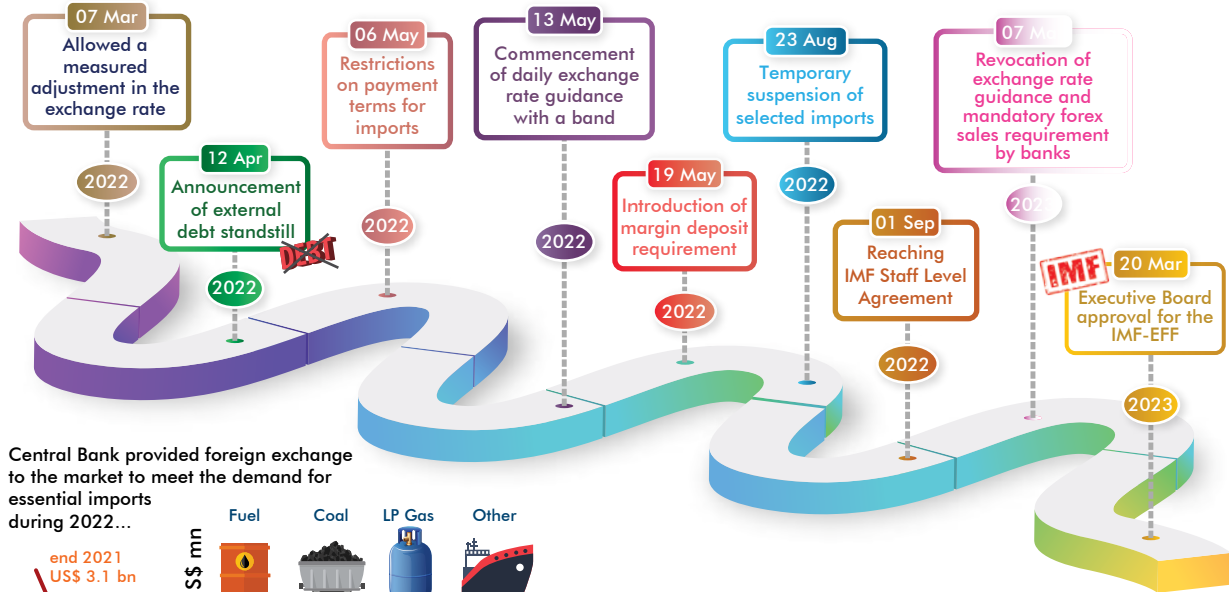 07 Mar
Allowed a
measured
adjustment in the
exchange rate
2022
12 Apr
Announcement
of external
debt standstill
DEBT
2022
06 May
Restrictions
on payment
terms for
imports
2022
13 May
Commencement
of daily exchange
rate guidance
with a band
2022
19 May
Introduction of
margin deposit
requirement
2022
23 Aug
Temporary
suspension of
selected imports
2022
01 Sep
Reaching
IMF Staff Level
Agreement
2022
07
Revocation of
exchange rate
guidance and
mandatory forex
sales requirement
by banks
IMF
20 Mar
Executive Board
approval for the
IMF-EFF
2023
Central Bank provided foreign exchange
to the market to meet the demand for
essential imports
during 2022...
end 2021
US$ 3.1 bn
S$ mn
Fuel
Coal
LP Gas
Other